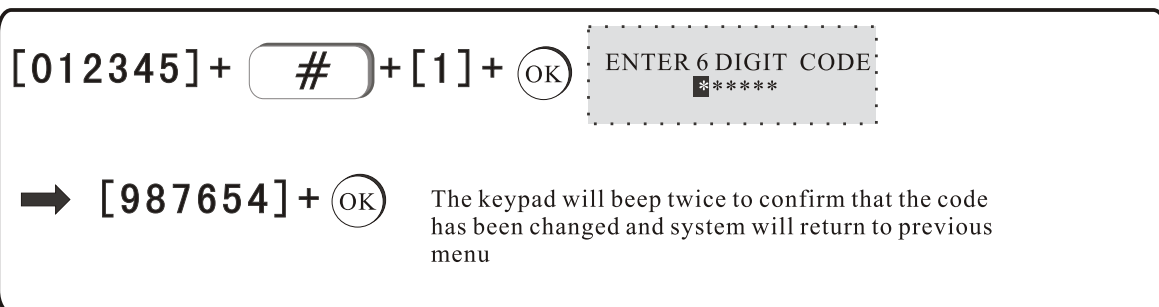 [012345]+ # +[1]+ OK
ENTER 6 DIGIT CODE
******
[987654]+ OK
The keypad will beep twice to confirm that the code
has been changed and system will return to previous
menu